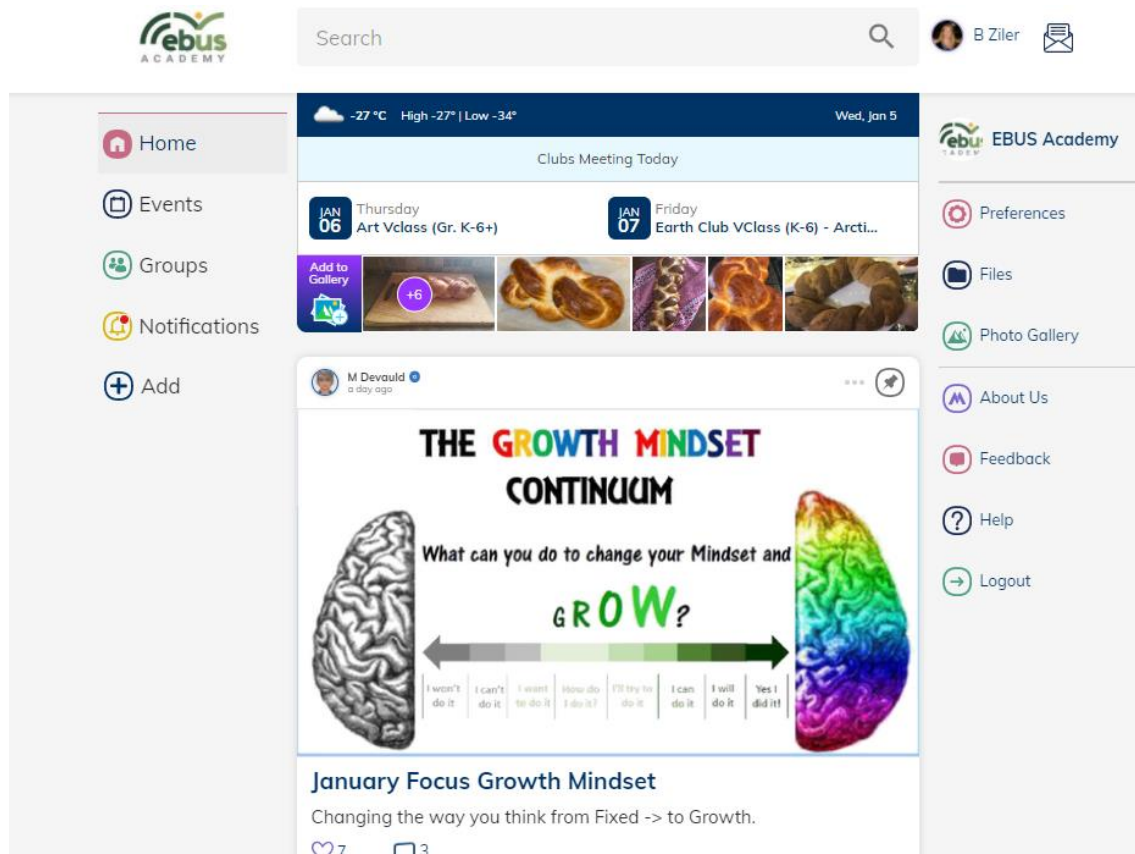 ebus
ACADEMY
Search
B Ziler
Home
Events
Groups
Notifications
Add
-27 °C High -27° | Low -34° Wed, Jan 5
Clubs Meeting Today
JAN
06
Thursday
Art Vclass (Gr. K-6+)
JAN
07
Friday
Earth Club VClass (K-6) - Arcti...
Add to
Gallery
+6
M Devauld
a day ago
THE GROWTH MINDSET
CONTINUUM
What can you do to change your Mindset and
GROW?
I won't
do it
I can't
do it
I want
to do it
How do
I do it?
I'll try to
do it
I can
do it
I will
do it
Yes I
did it!
January Focus Growth Mindset
Changing the way you think from Fixed -> to Growth.
7 3
ebu
EBUS Academy
Preferences
Files
Photo Gallery
About Us
Feedback
Help
Logout